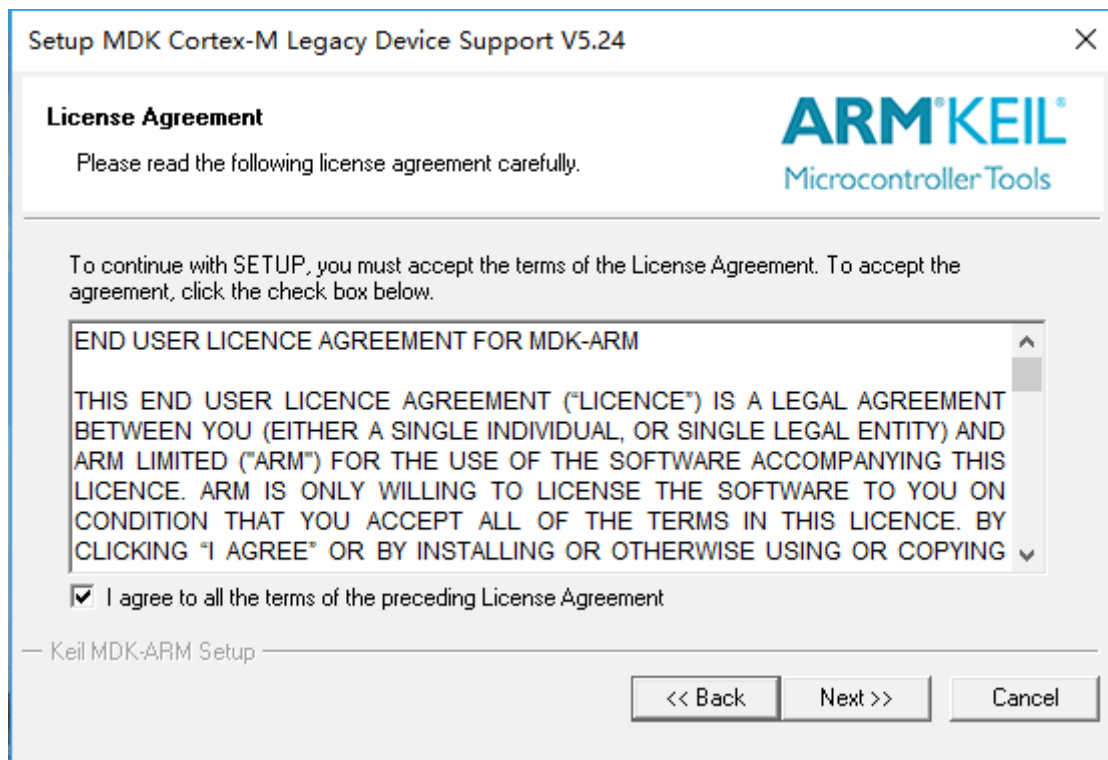 Setup MDK Cortex-M Legacy Device Support V5.24
License Agreement
Please read the following license agreement carefully.
ARM®KEIL®
Microcontroller Tools
To continue with SETUP, you must accept the terms of the License Agreement. To accept the
agreement, click the check box below.
END USER LICENCE AGREEMENT FOR MDK-ARM
THIS END USER LICENCE AGREEMENT (“LICENCE”) IS A LEGAL AGREEMENT
BETWEEN YOU (EITHER A SINGLE INDIVIDUAL, OR SINGLE LEGAL ENTITY) AND
ARM LIMITED ("ARM") FOR THE USE OF THE SOFTWARE ACCOMPANYING THIS
LICENCE. ARM IS ONLY WILLING TO LICENSE THE SOFTWARE TO YOU ON
CONDITION THAT YOU ACCEPT ALL OF THE TERMS IN THIS LICENCE. BY
CLICKING “I AGREE” OR BY INSTALLING OR OTHERWISE USING OR COPYING
I agree to all the terms of the preceding License Agreement
Keil MDK-ARM Setup
<< Back
Next >>
Cancel